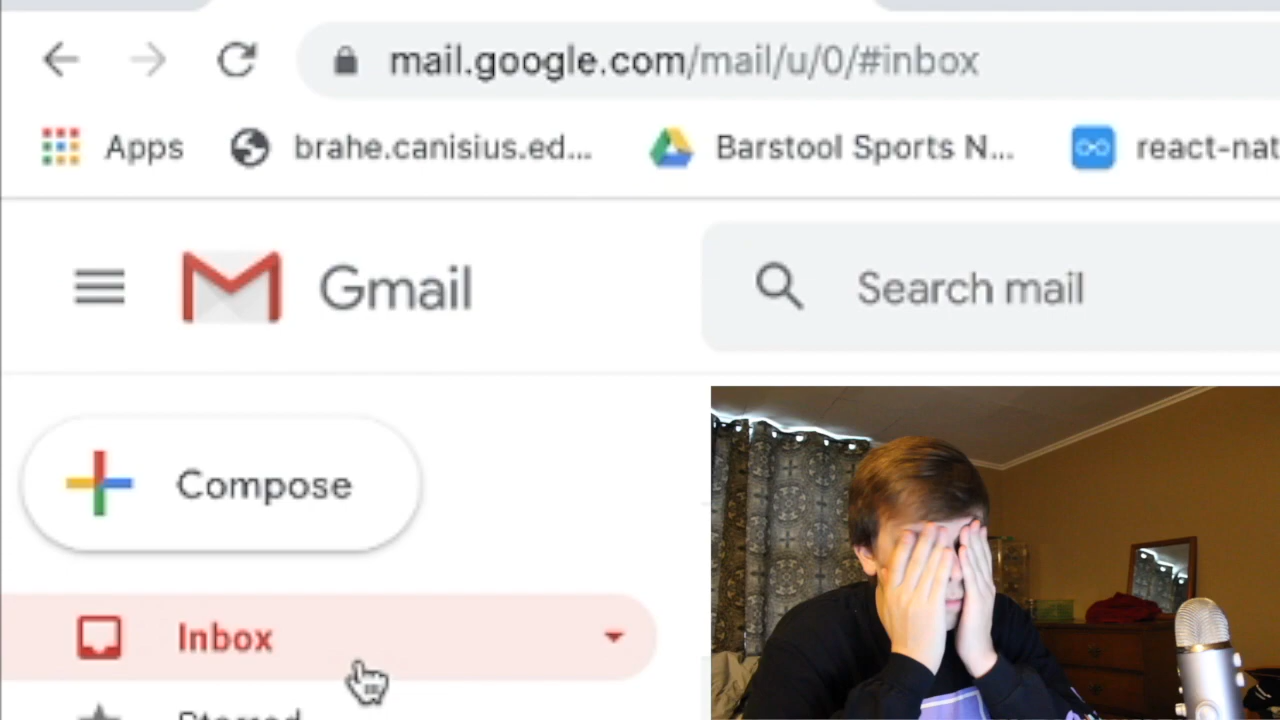 mail.google.com/mail/u/0/#inbox
Apps brahe.canisius.ed... Barstool Sports N... react-nat
Gmail Search mail
Compose
Inbox
Starred